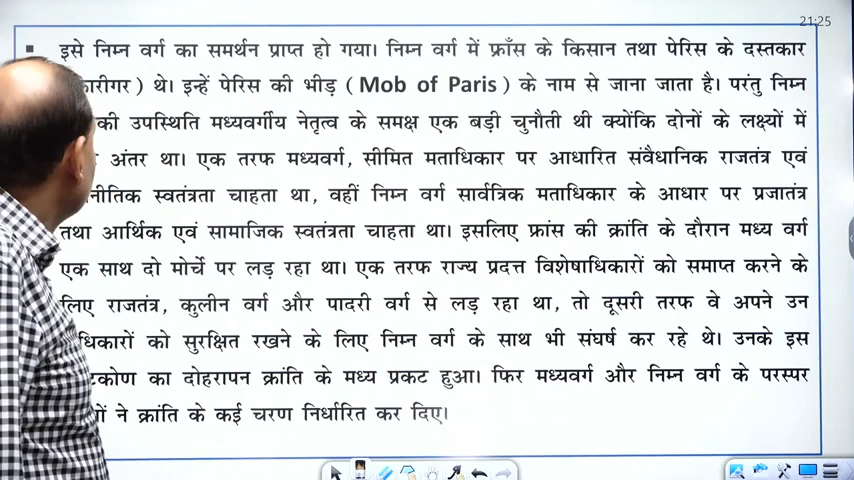 21:25
इसे निम्न वर्ग का समर्थन प्राप्त हो गया। निम्न वर्ग में फ्राँस के किसान तथा पेरिस के दस्तकार
कारीगर ) थे। इन्हें पेरिस की भीड़ ( Mob of Paris ) के नाम से जाना जाता है। परंतु निम्न
की उपस्थिति मध्यवर्गीय नेतृत्व के समक्ष एक बड़ी चुनौती थी क्योंकि दोनों के लक्ष्यों में
अंतर था। एक तरफ मध्यवर्ग, सीमित मताधिकार पर आधारित संवैधानिक राजतंत्र एवं
स्वतंत्रता चाहता था, वहीं निम्न वर्ग सार्वत्रिक मताधिकार के आधार पर प्रजातंत्र
तथा आर्थिक एवं सामाजिक स्वतंत्रता चाहता था। इसलिए फ्रांस की क्रांति के दौरान मध्य वर्ग
एक साथ दो मोर्चे पर लड़ रहा था। एक तरफ राज्य प्रदत्त विशेषाधिकारों को समाप्त करने के
लिए राजतंत्र, कुलीन वर्ग और पादरी वर्ग से लड़ रहा था, तो दूसरी तरफ वे अपने उन
को सुरक्षित रखने के लिए निम्न वर्ग के साथ भी संघर्ष कर रहे थे। उनके इस
का दोहरापन क्रांति के मध्य प्रकट हुआ। फिर मध्यवर्ग और निम्न वर्ग के परस्पर
ने क्रांति के कई चरण निर्धारित कर दिए।